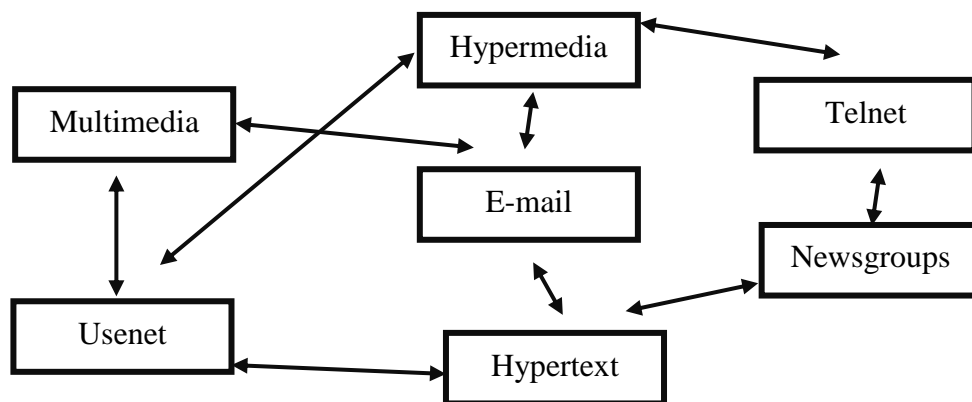 Hypermedia
Multimedia
Telnet
E-mail
Newsgroups
Usenet
Hypertext